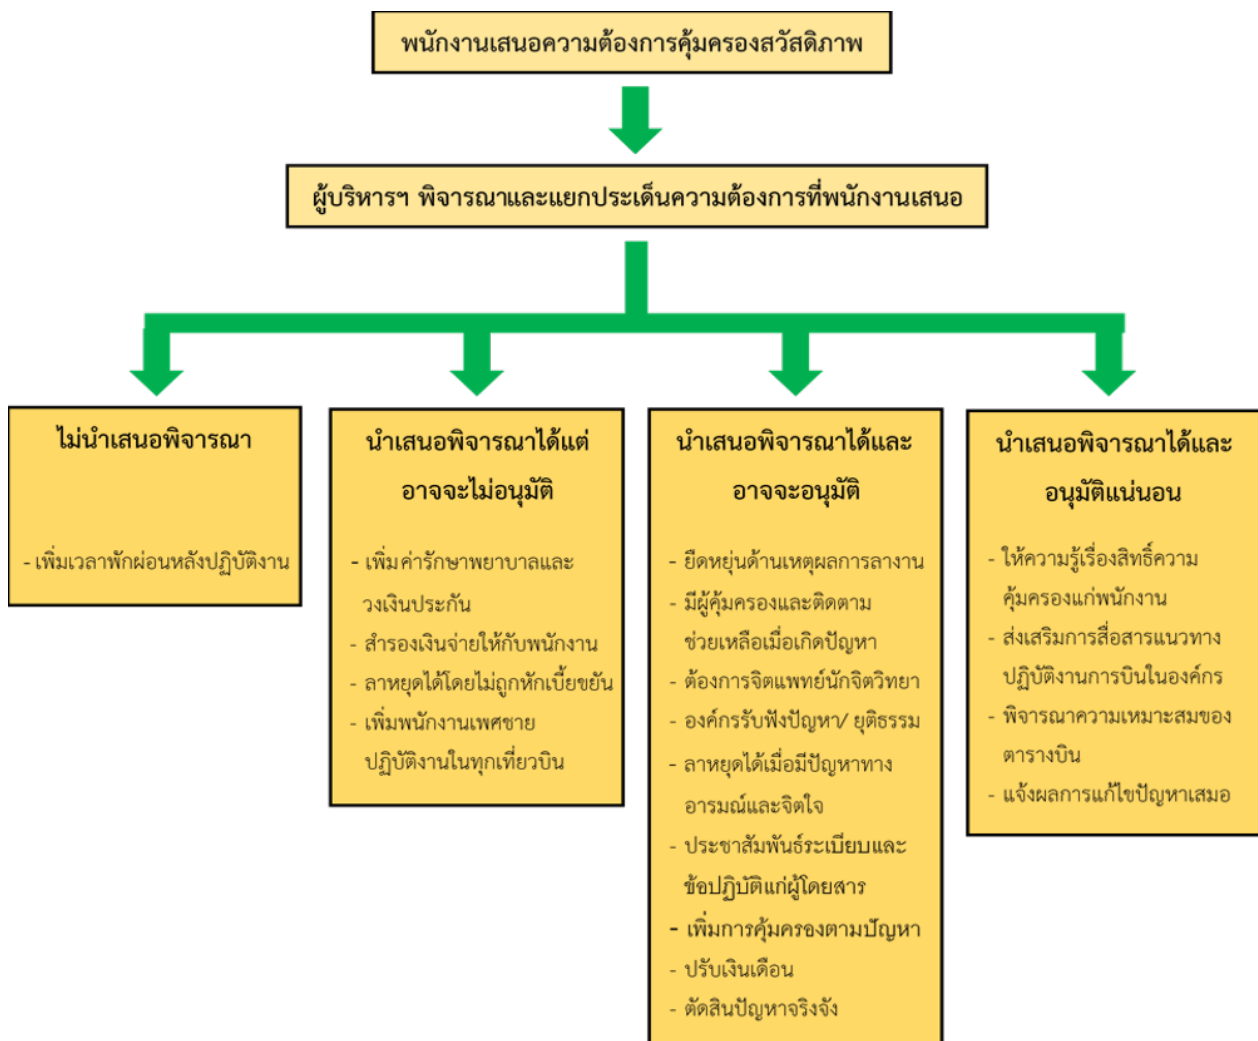 พนักงานเสนอความต้องการคุ้มครองสวัสดิภาพ
ผู้บริหารฯ พิจารณาและแยกประเด็นความต้องการที่พนักงานเสนอ
ไม่นำเสนอพิจารณา
- เพิ่มเวลาพักผ่อนหลังปฏิบัติงาน
นำเสนอพิจารณาได้แต่
อาจจะไม่อนุมัติ
- เพิ่มค่ารักษาพยาบาลและ
วงเงินประกัน
- สำรองเงินจ่ายให้กับพนักงาน
- ลาหยุดได้โดยไม่ถูกหักเบี้ยขยัน
- เพิ่มพนักงานเพศชาย
ปฏิบัติงานในทุกเที่ยวบิน
นำเสนอพิจารณาได้และ
อาจจะอนุมัติ
- ยืดหยุ่นด้านเหตุผลการลางาน
- มีผู้คุ้มครองและติดตาม
ช่วยเหลือเมื่อเกิดปัญหา
- ต้องการจิตแพทย์นักจิตวิทยา
- องค์กรรับฟังปัญหา/ ยุติธรรม
- ลาหยุดได้เมื่อมีปัญหาทาง
อารมณ์และจิตใจ
- ประชาสัมพันธ์ระเบียบและ
ข้อปฏิบัติแก่ผู้โดยสาร
- เพิ่มการคุ้มครองตามปัญหา
- ปรับเงินเดือน
- ตัดสินปัญหาจริงจัง
นำเสนอพิจารณาได้และ
อนุมัติแน่นอน
- ให้ความรู้เรื่องสิทธิ์ความ
คุ้มครองแก่พนักงาน
- ส่งเสริมการสื่อสารแนวทาง
ปฏิบัติงานการบินในองค์กร
- พิจารณาความเหมาะสมของ
ตารางบิน
- แจ้งผลการแก้ไขปัญหาเสมอ